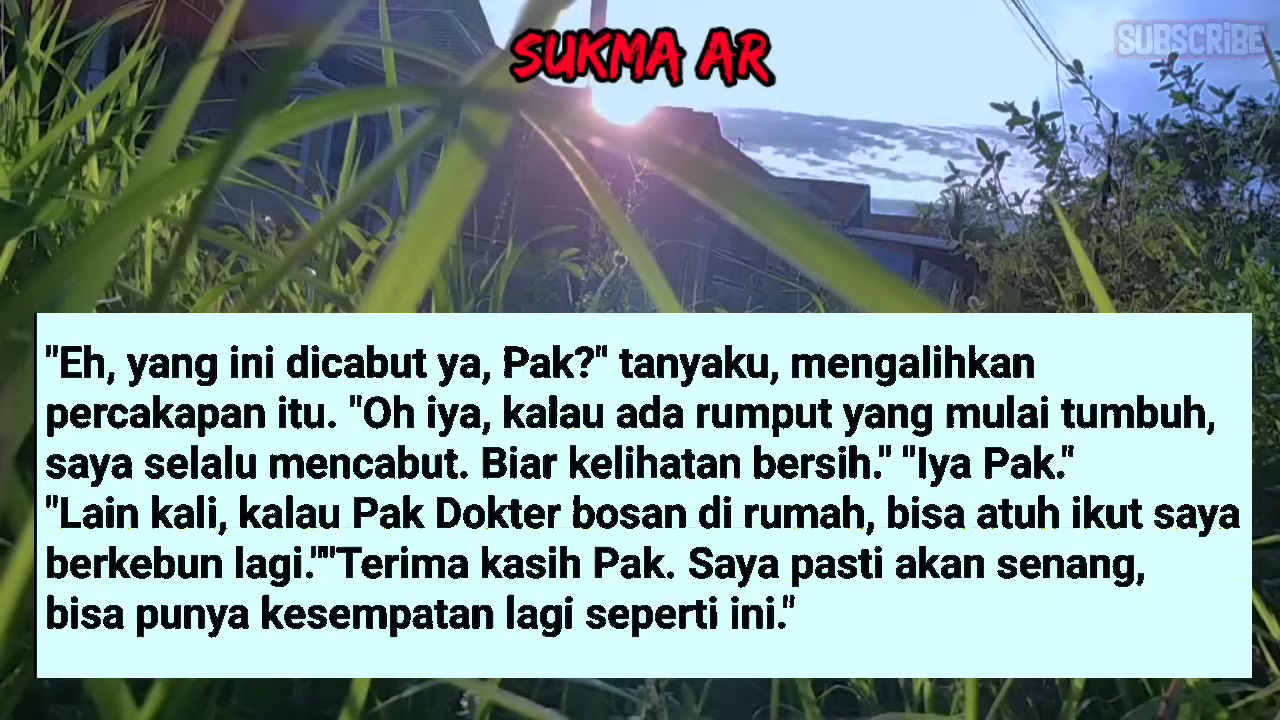 SUKMA AR
SUBSCRIBE
"Eh, yang ini dicabut ya, Pak?" tanyaku, mengalihkan
percakapan itu. "Oh iya, kalau ada rumput yang mulai tumbuh,
saya selalu mencabut. Biar kelihatan bersih." "Iya Pak."
"Lain kali, kalau Pak Dokter bosan di rumah, bisa atuh ikut saya
berkebun lagi.""Terima kasih Pak. Saya pasti akan senang,
bisa punya kesempatan lagi seperti ini."